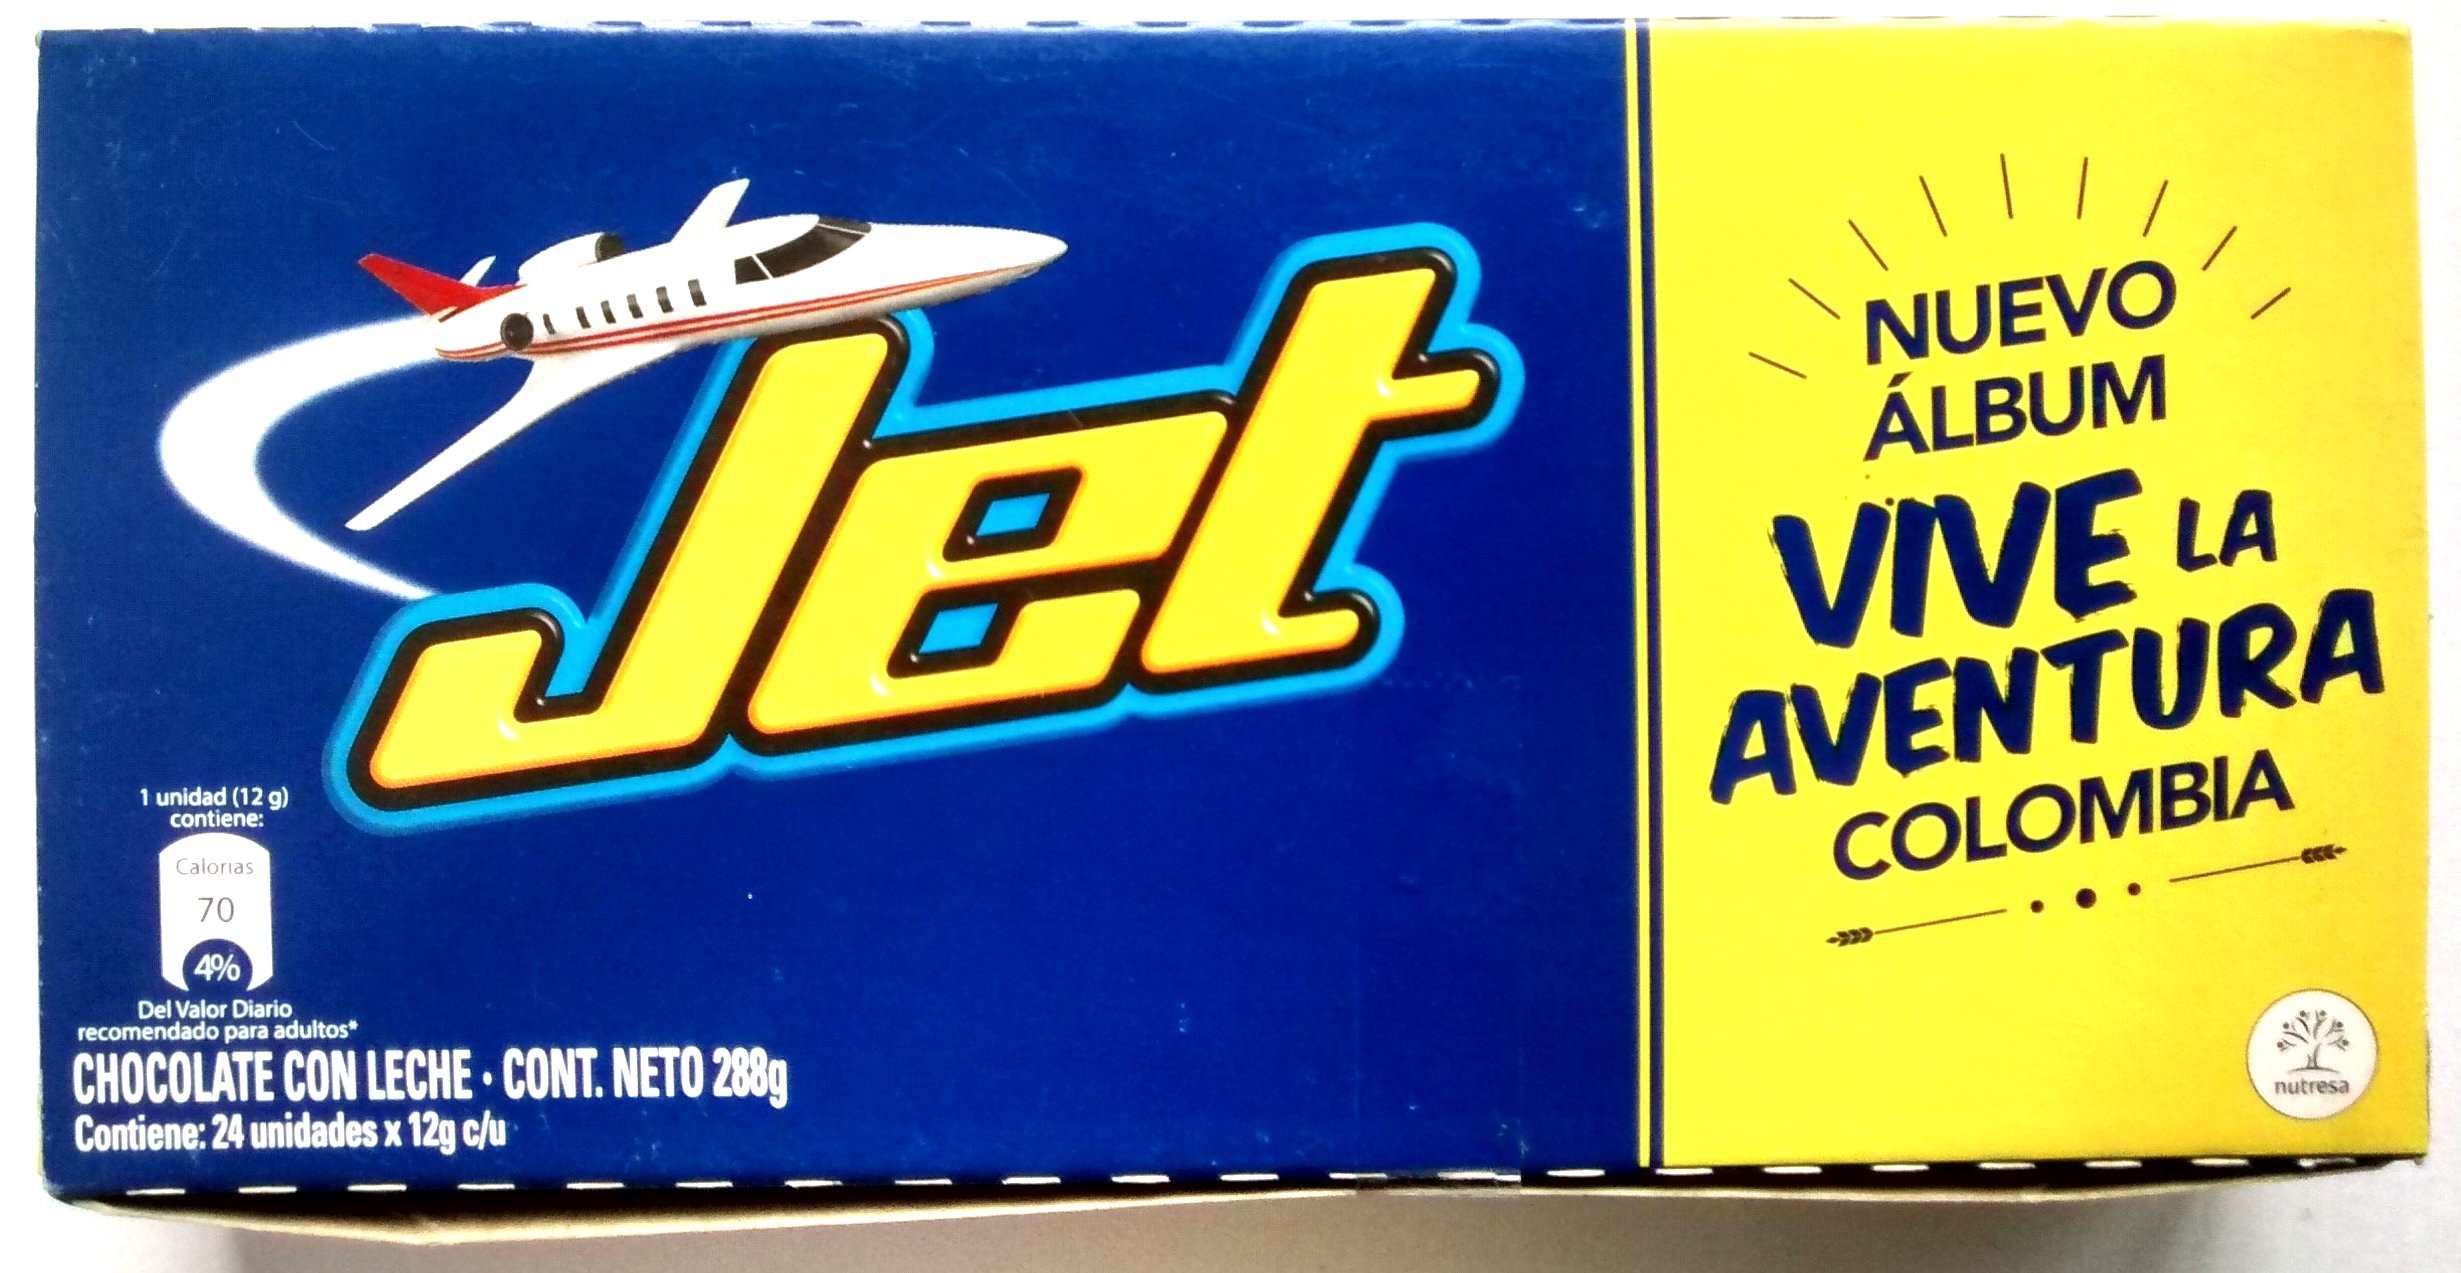 Jet
1 unidad (12 g)
contiene:
Calorias
70
4%
Del Valor Diario
recomendado para adultos*
CHOCOLATE CON LECHE • CONT. NETO 288g
Contiene: 24 unidades x 12g c/u
NUEVO
ÁLBUM
VIVE LA
AVENTURA
COLOMBIA
nutresa